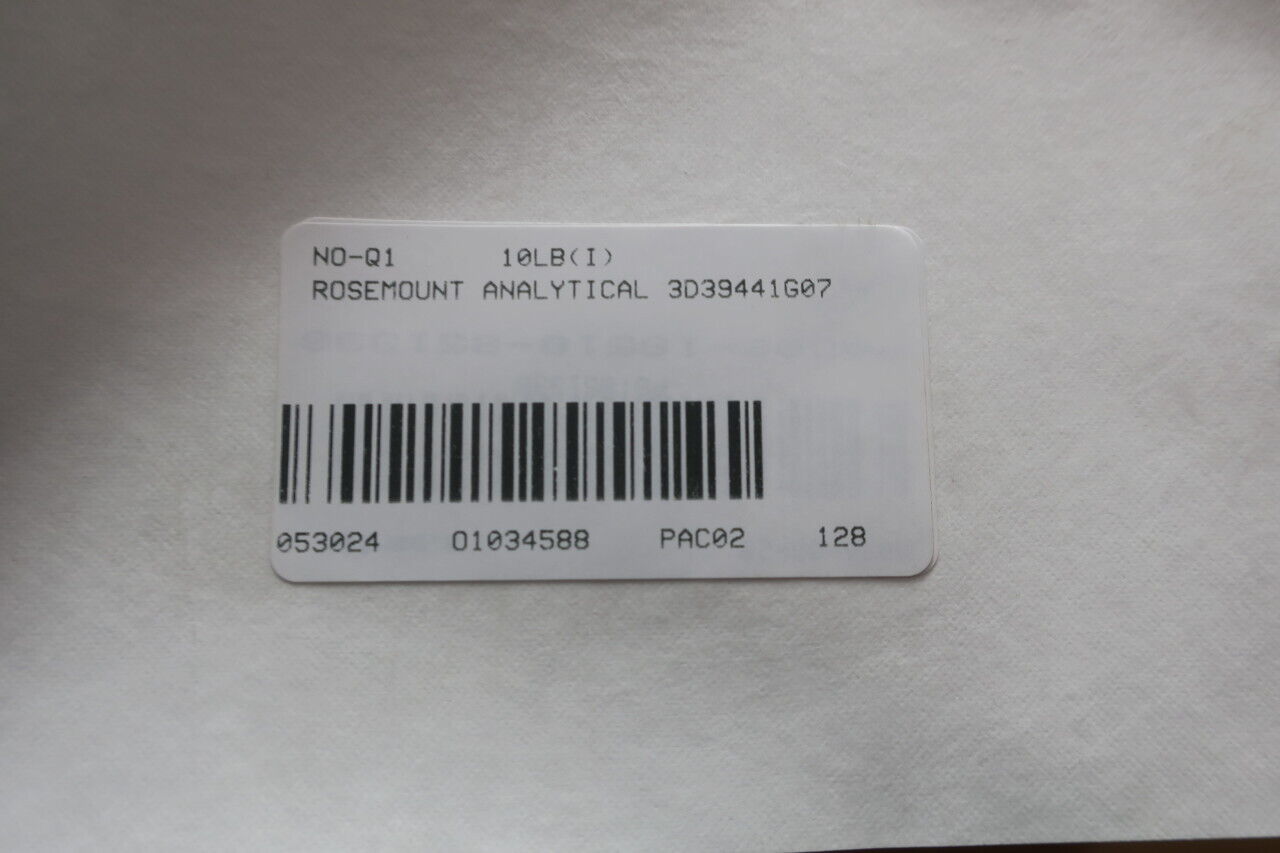 NO-Q1 10LB(I)
ROSEMOUNT ANALYTICAL 3D39441G07
053024 01034588 PAC02 128